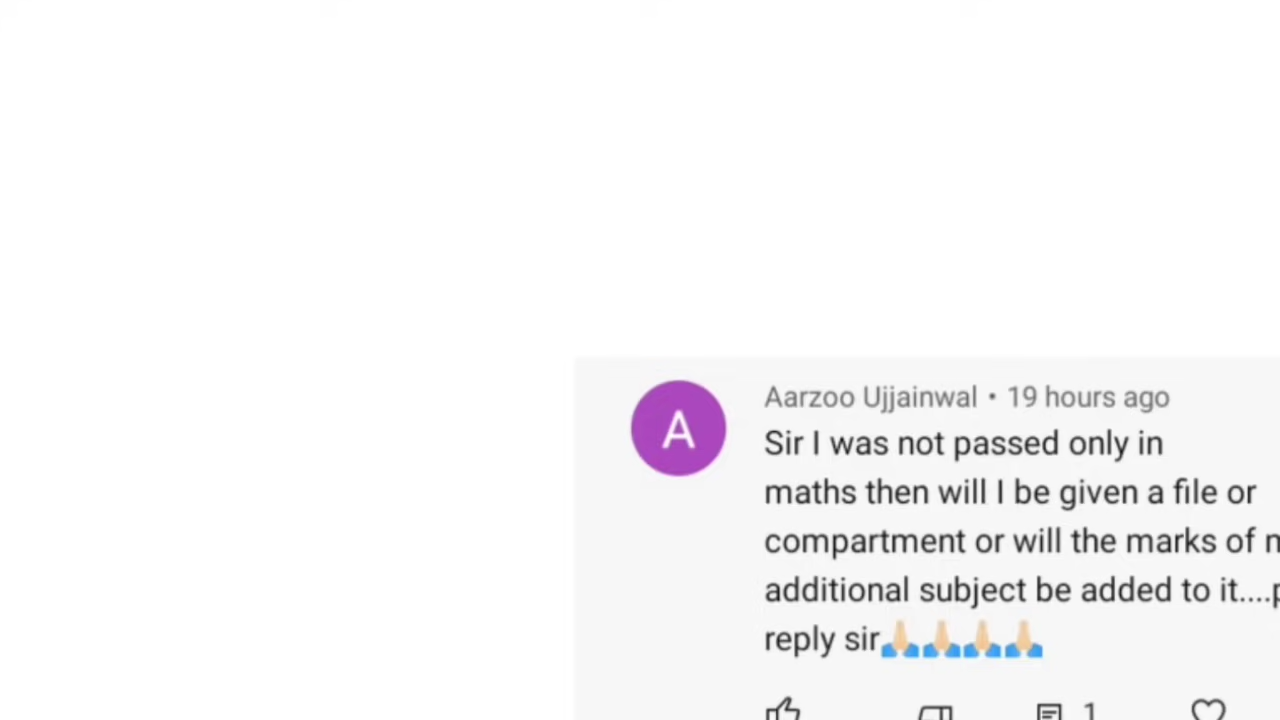 A
Aarzoo Ujjainwal • 19 hours ago
Sir I was not passed only in
maths then will I be given a file or
compartment or will the marks of
additional subject be added to it....
reply sir🙏🏼🙏🏼🙏🏼🙏🏼
1